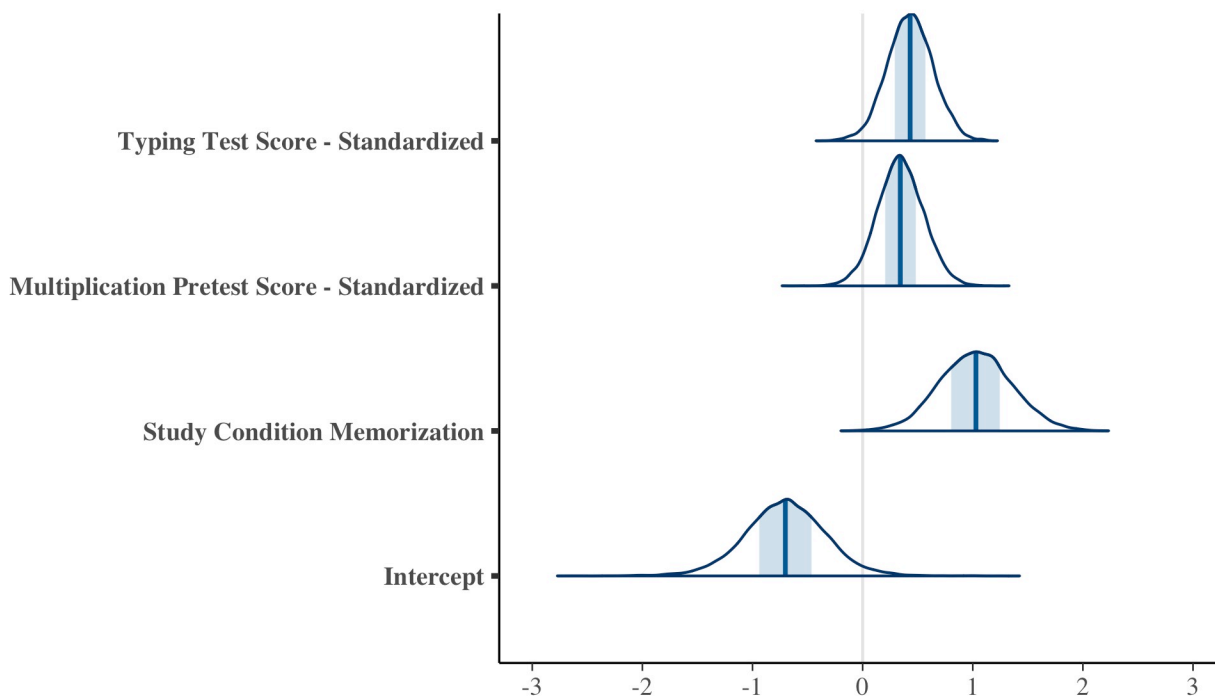 Typing Test Score - Standardized
Multiplication Pretest Score - Standardized
Study Condition Memorization
Intercept
-3 -2 -1 0 1 2 3